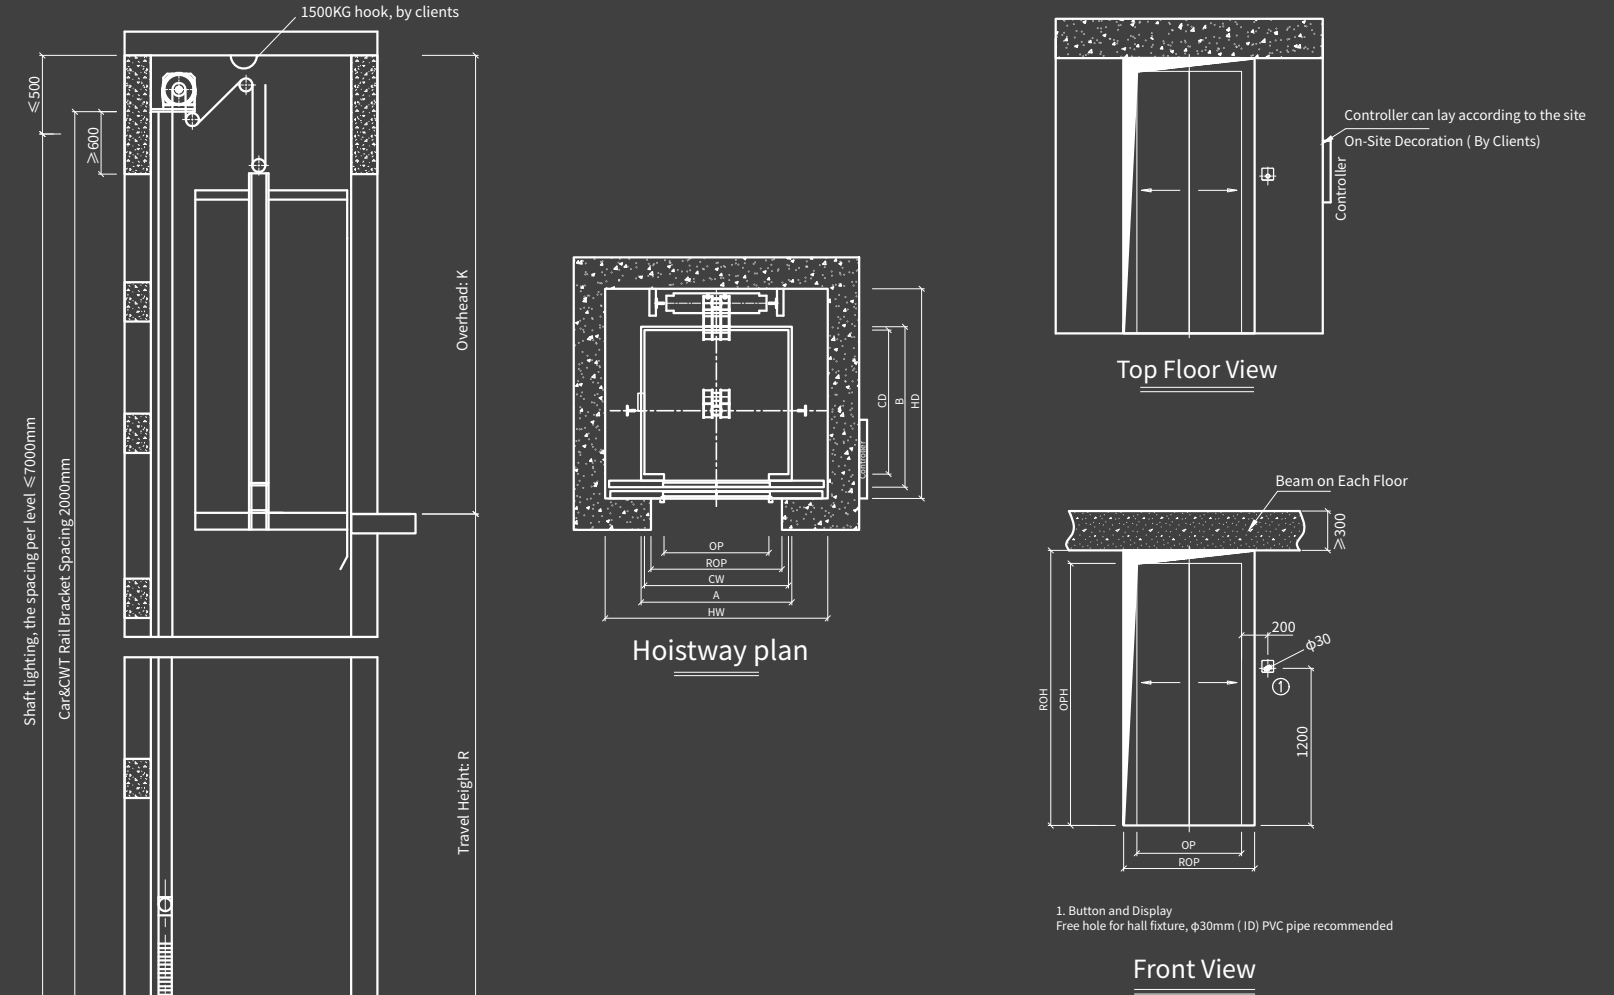 1500KG hook, by clients
⩽500
⩾600
Shaft lighting, the spacing per level ⩽7000mm
Car&CWT Rail Bracket Spacing 2000mm
Overhead: K
Travel Height: R
CD
B
HD
Controller
OP
ROP
CW
A
HW
Hoistway plan
Controller can lay according to the site
On-Site Decoration ( By Clients)
Controller
Top Floor View
Beam on Each Floor
⩾300
200
ϕ30
①
1200
ROH
OPH
OP
ROP
1. Button and Display
Free hole for hall fixture, ϕ30mm ( ID) PVC pipe recommended
Front View